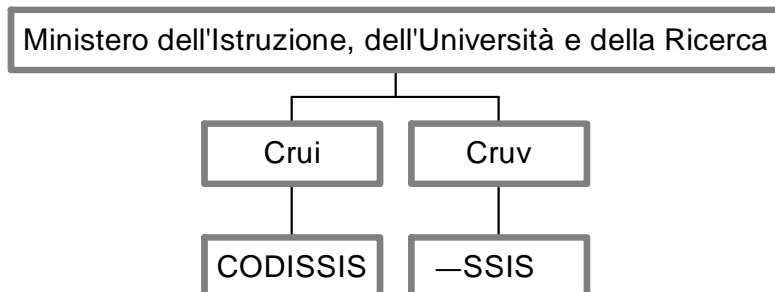 Ministero dell'Istruzione, dell'Università e della Ricerca
Crui
Cruv
CODISSIS
—SSIS